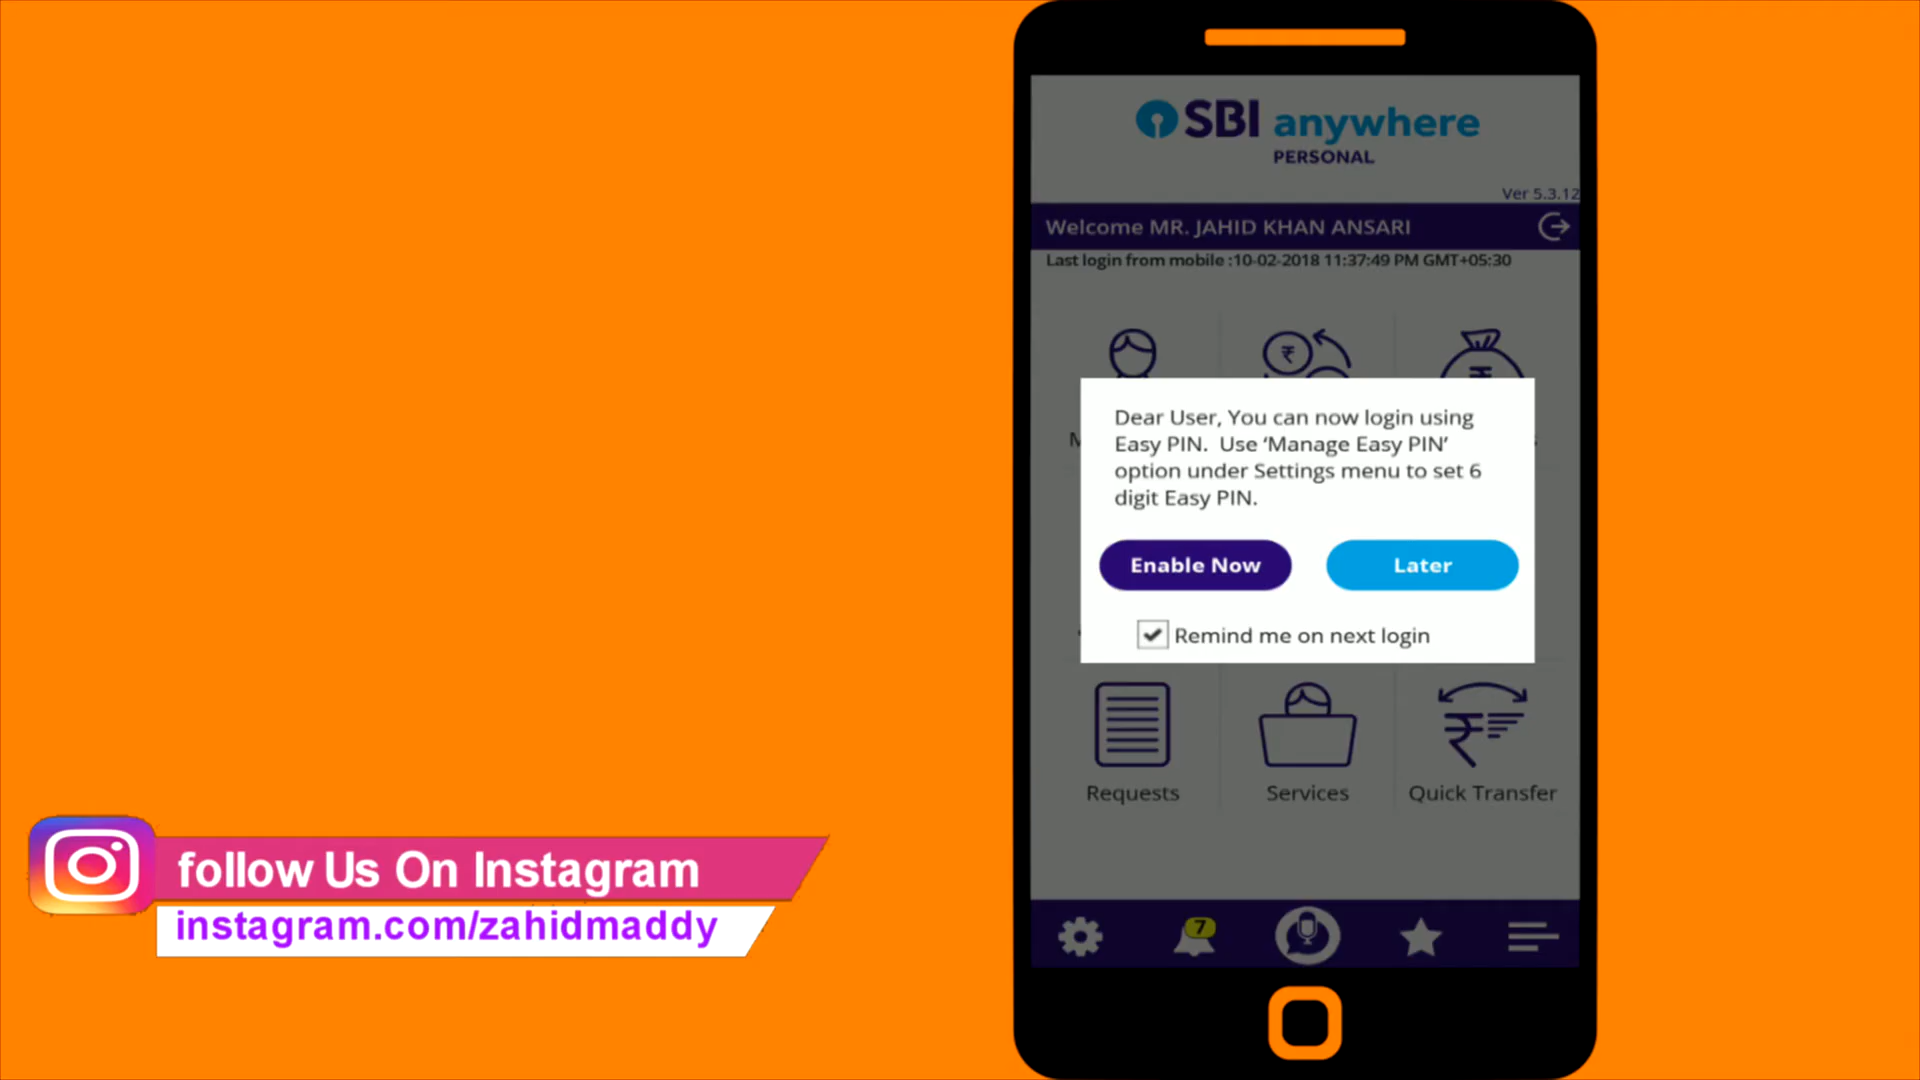 SBI anywhere
PERSONAL
Ver 5.3.12
Welcome MR. JAHID KHAN ANSARI
Last login from mobile :10-02-2018 11:37:49 PM GMT+05:30
Dear User, You can now login using
Easy PIN. Use ‘Manage Easy PIN’
option under Settings menu to set 6
digit Easy PIN.
Enable Now
Later
Remind me on next login
Requests
Services
Quick Transfer
7
follow Us On Instagram
instagram.com/zahidmaddy